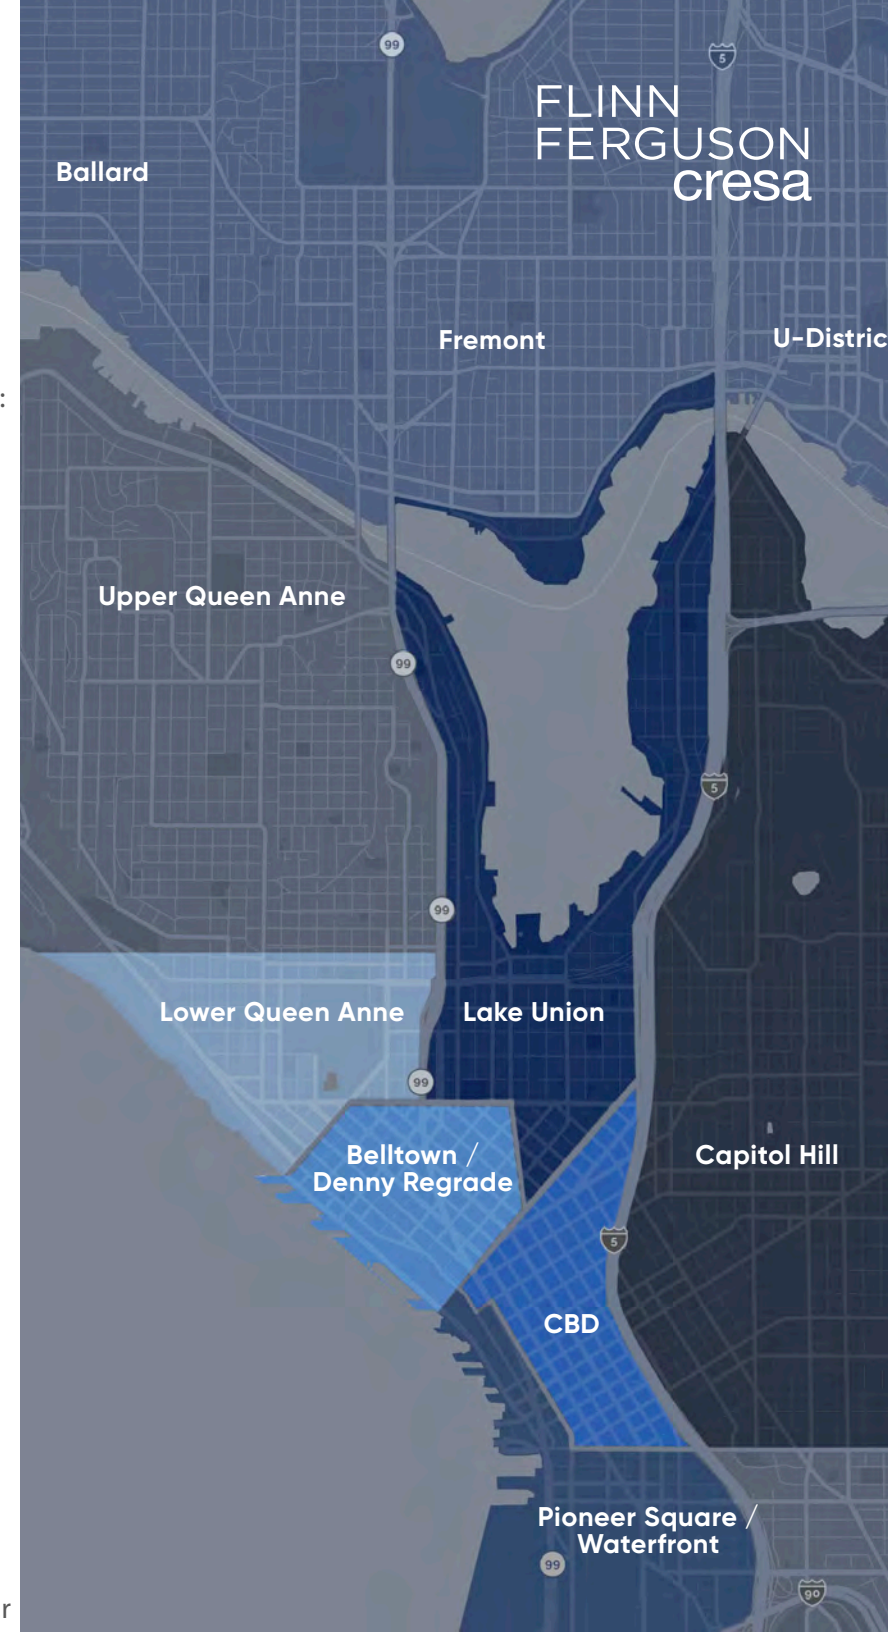 99
5
FLINN
FERGUSON
cresa
Ballard
Fremont
U-Distric
:
Upper Queen Anne
99
5
99
Lower Queen Anne
Lake Union
99
Belltown /
Denny Regrade
Capitol Hill
5
CBD
Pioneer Square /
Waterfront
99
90
r